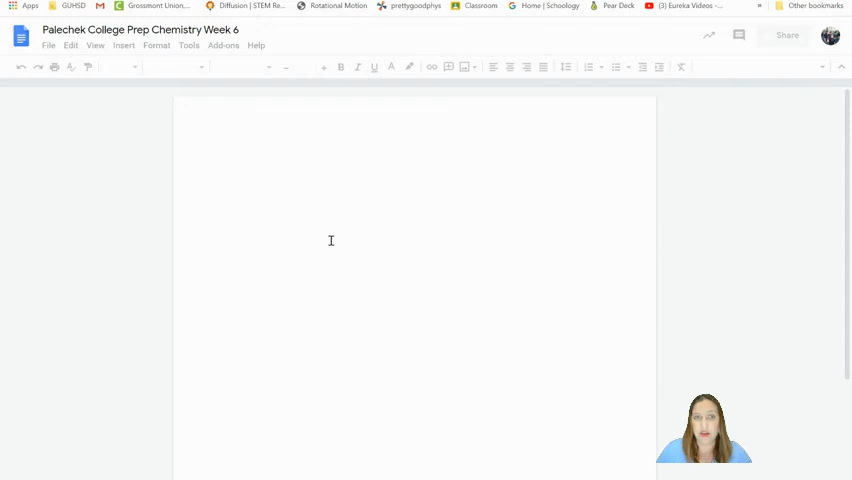 Apps GUHSD Grossmont Union,... Diffusion | STEM Re... Rotational Motion prettygoodphys Classroom Home | Schoology Pear Deck (3) Eureka Videos -... » Other bookmarks
Palechek College Prep Chemistry Week 6
File Edit View Insert Format Tools Add-ons Help
Share
B I U A